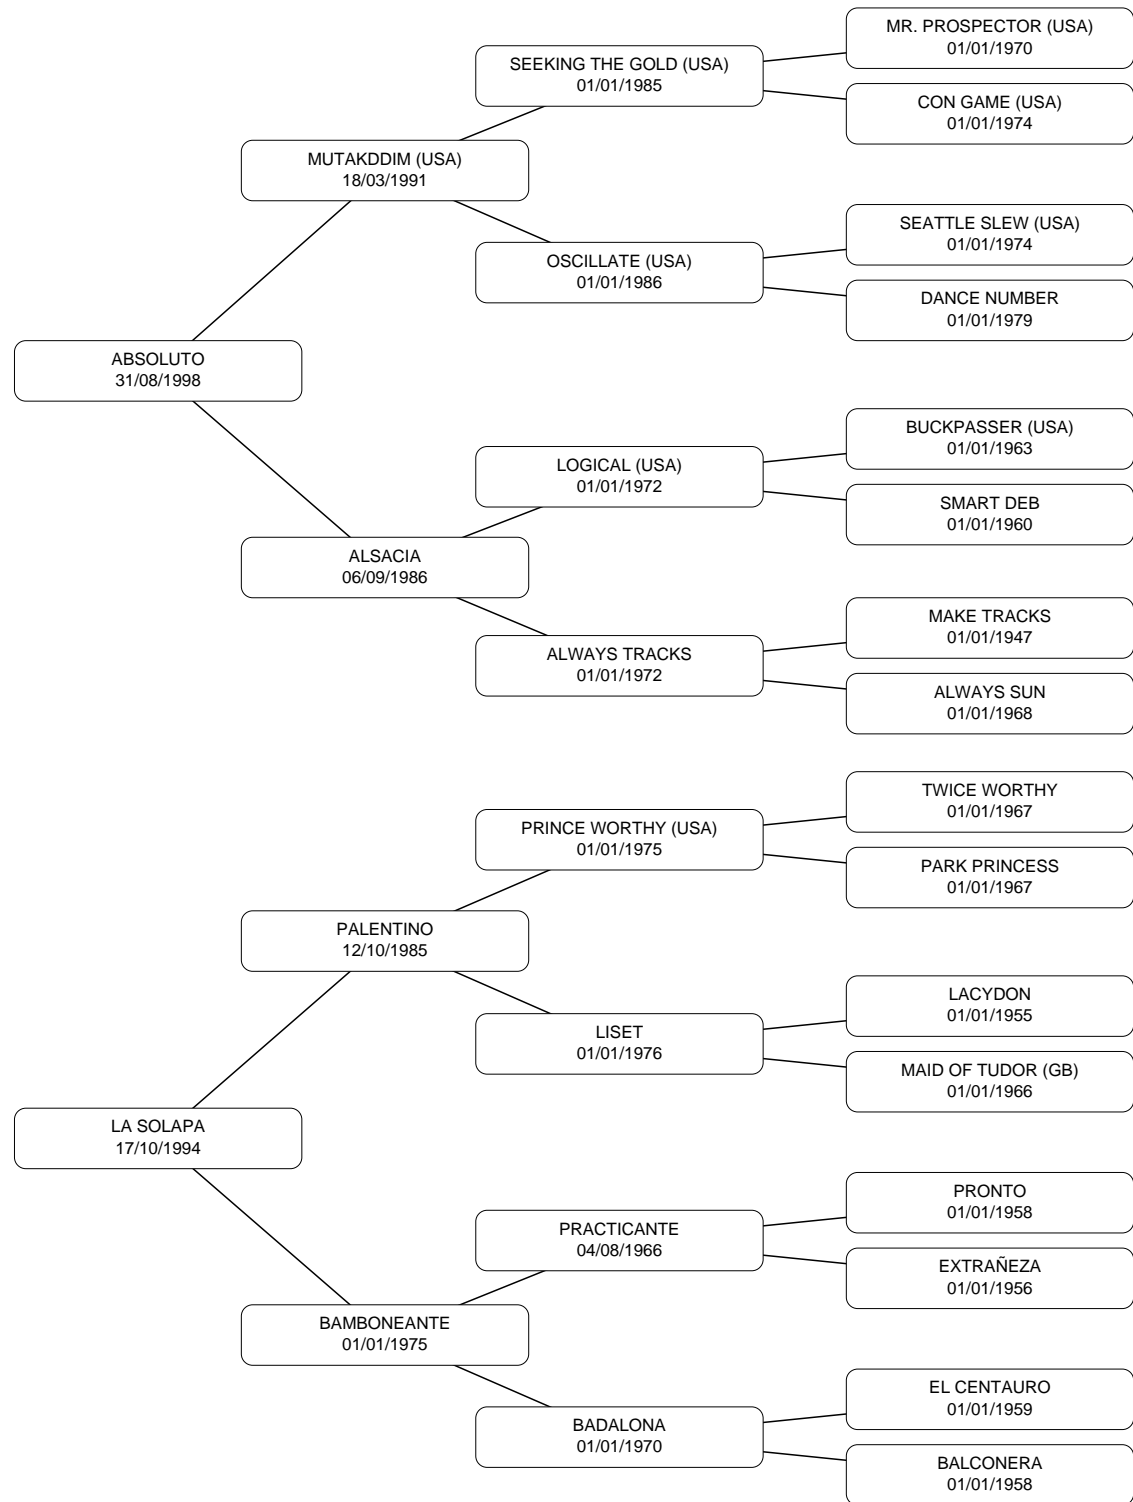 MR. PROSPECTOR (USA)
01/01/1970
SEEKING THE GOLD (USA)
01/01/1985
CON GAME (USA)
01/01/1974
MUTAKDDIM (USA)
18/03/1991
SEATTLE SLEW (USA)
01/01/1974
OSCILLATE (USA)
01/01/1986
DANCE NUMBER
01/01/1979
ABSOLUTO
31/08/1998
BUCKPASSER (USA)
01/01/1963
LOGICAL (USA)
01/01/1972
SMART DEB
01/01/1960
ALSACIA
06/09/1986
MAKE TRACKS
01/01/1947
ALWAYS TRACKS
01/01/1972
ALWAYS SUN
01/01/1968
TWICE WORTHY
01/01/1967
PRINCE WORTHY (USA)
01/01/1975
PARK PRINCESS
01/01/1967
PALENTINO
12/10/1985
LACYDON
01/01/1955
LISET
01/01/1976
MAID OF TUDOR (GB)
01/01/1966
LA SOLAPA
17/10/1994
PRONTO
01/01/1958
PRACTICANTE
04/08/1966
EXTRAÑEZA
01/01/1956
BAMBONEANTE
01/01/1975
EL CENTAURO
01/01/1959
BADALONA
01/01/1970
BALCONERA
01/01/1958